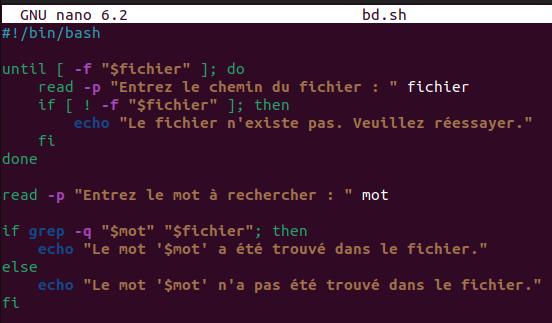 GNU nano 6.2 bd.sh
#!/bin/bash

until [ -f "$fichier" ]; do
    read -p "Entrez le chemin du fichier : " fichier
    if [ ! -f "$fichier" ]; then
        echo "Le fichier n'existe pas. Veuillez réessayer."
    fi
done

read -p "Entrez le mot à rechercher : " mot

if grep -q "$mot" "$fichier"; then
    echo "Le mot '$mot' a été trouvé dans le fichier."
else
    echo "Le mot '$mot' n'a pas été trouvé dans le fichier."
fi